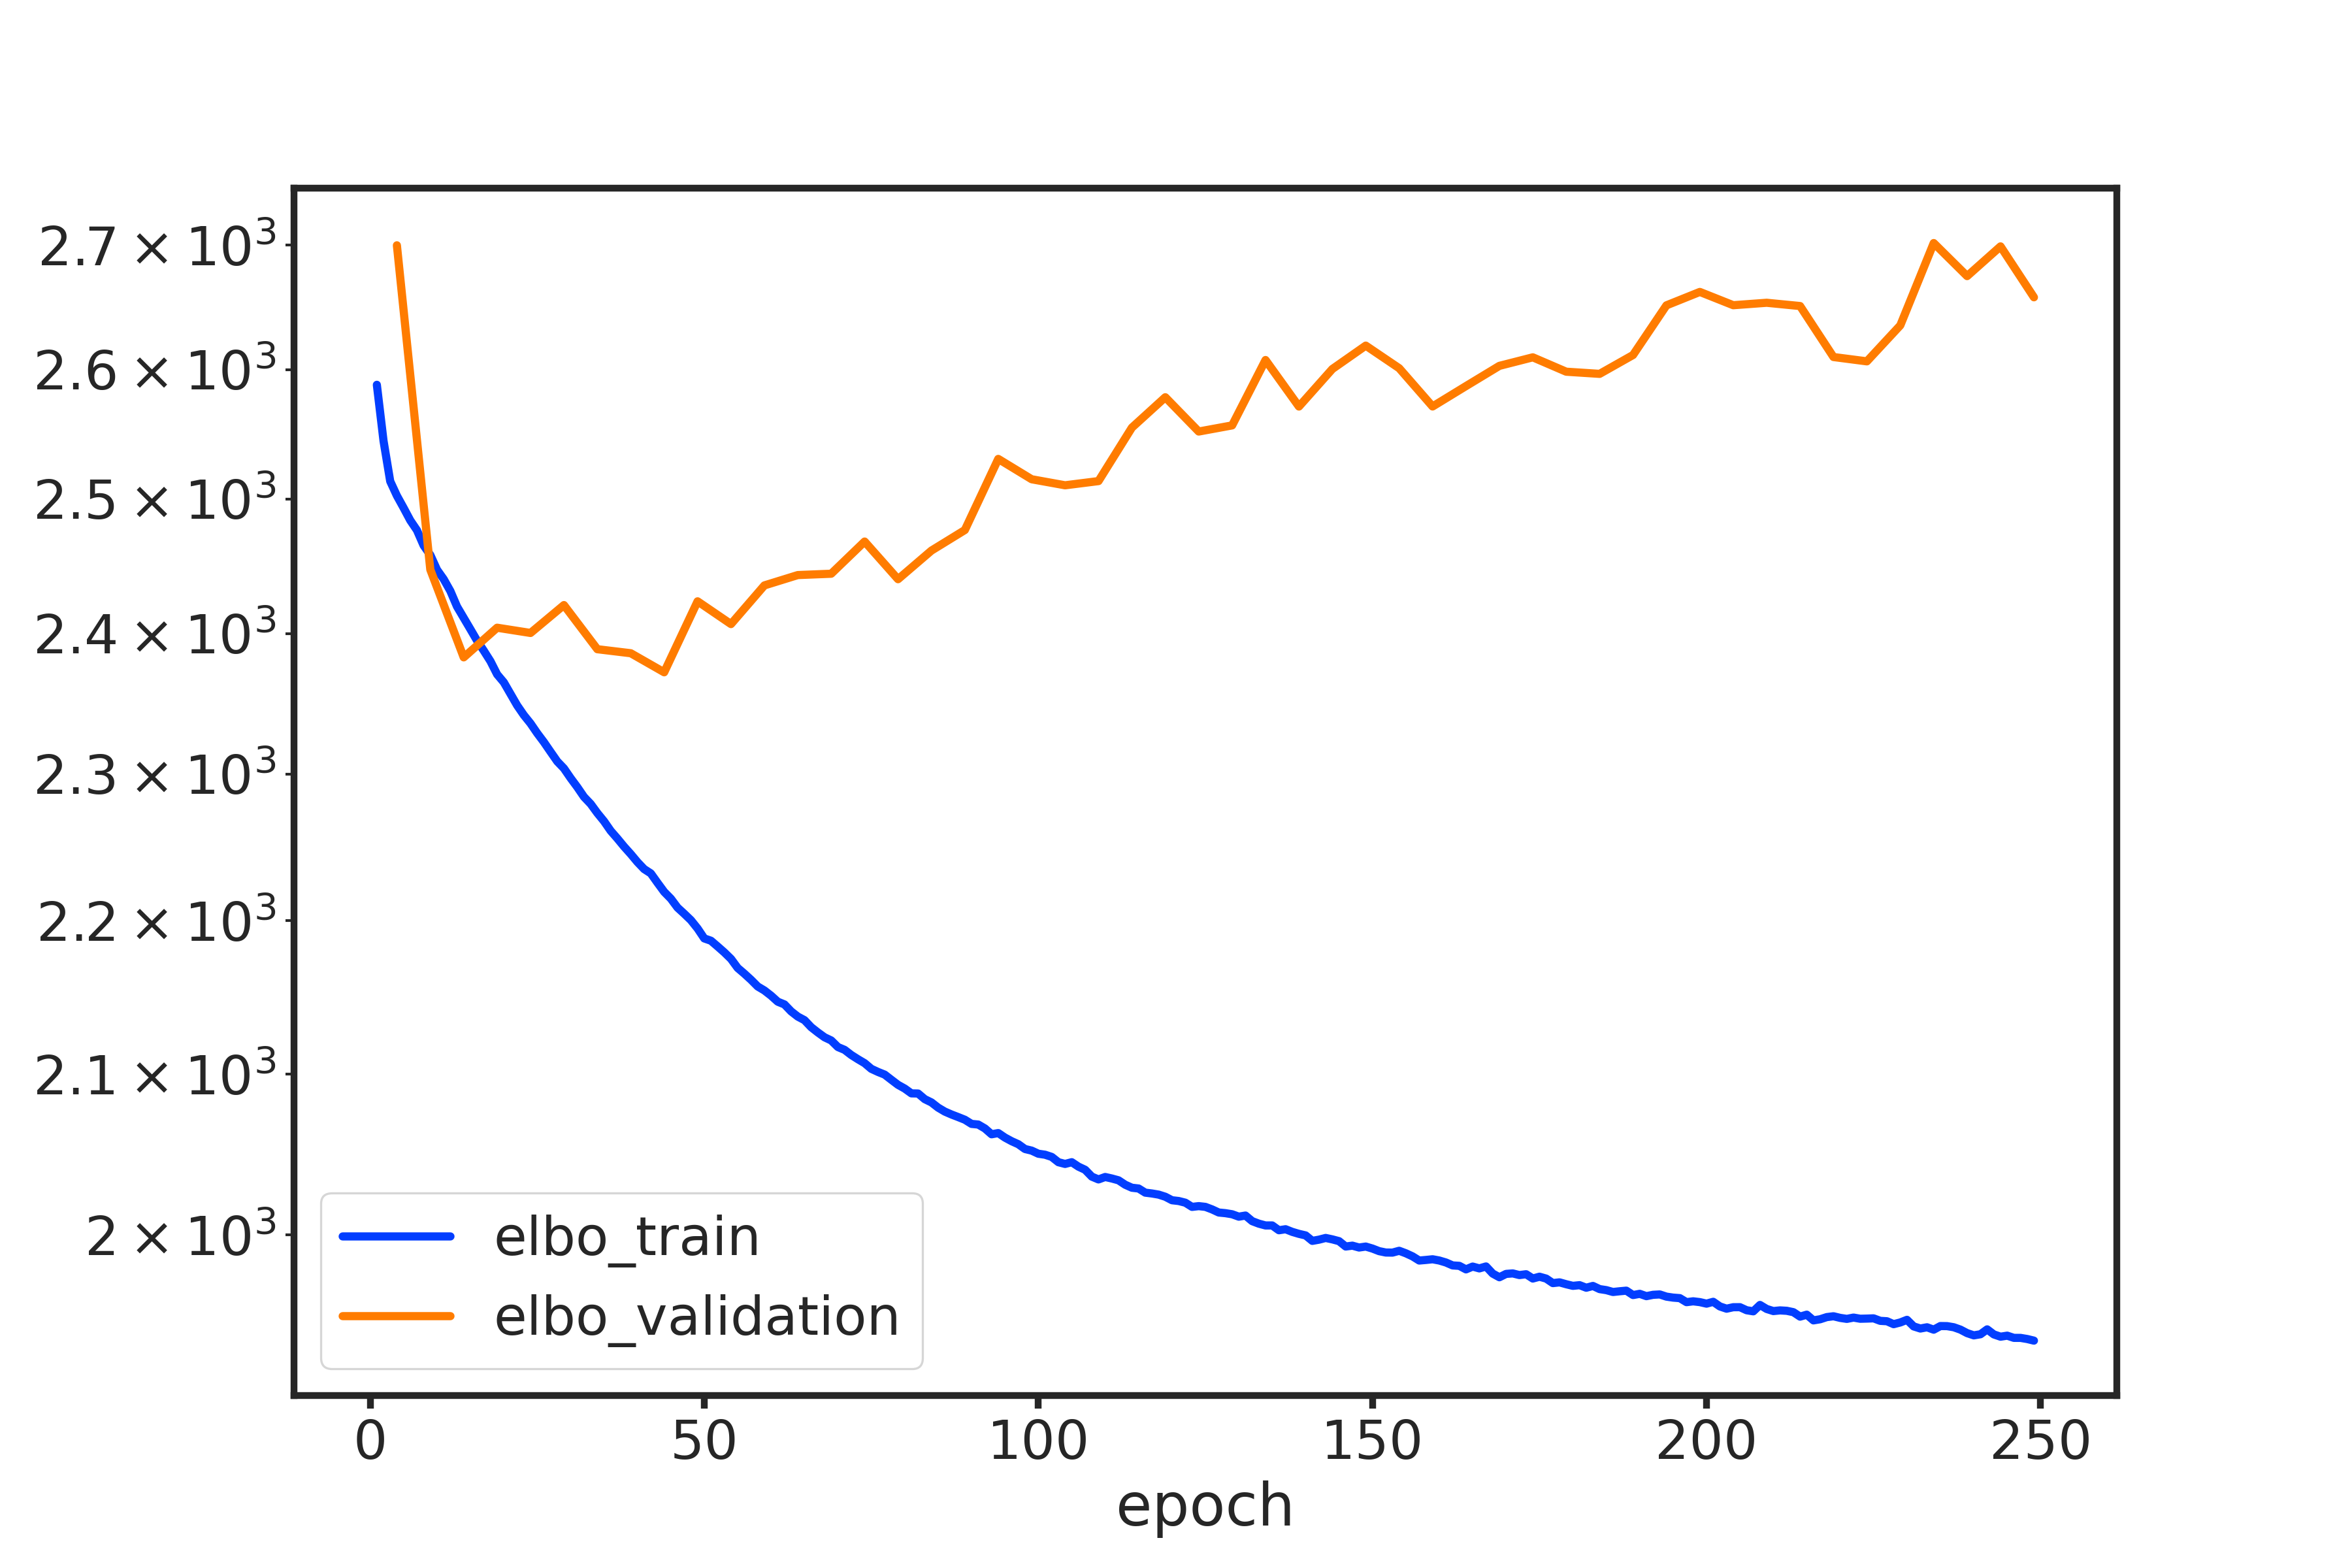 2.7 × 10³
2.6 × 10³
2.5 × 10³
2.4 × 10³
2.3 × 10³
2.2 × 10³
2.1 × 10³
2 × 10³
elbo_train
elbo_validation
0 50 100 150 200 250
epoch